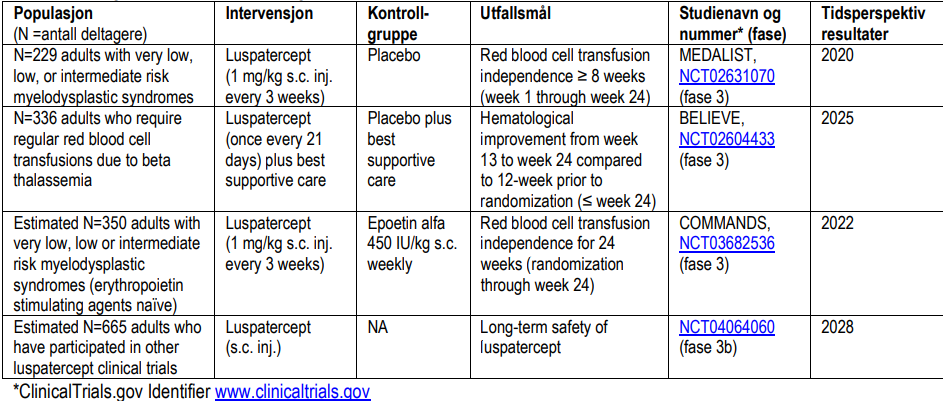 Populasjon
(N =antall deltagere)
Intervensjon
Kontroll-
gruppe
Utfallsmål
Studienavn og
nummer* (fase)
Tidsperspektiv
resultater
N=229 adults with very low,
low, or intermediate risk
myelodysplastic syndromes
Luspatercept
(1 mg/kg s.c. inj.
every 3 weeks)
Placebo
Red blood cell transfusion
independence ≥ 8 weeks
(week 1 through week 24)
MEDALIST,
NCT02631070
(fase 3)
2020
N=336 adults who require
regular red blood cell
transfusions due to beta
thalassemia
Luspatercept
(once every 21
days) plus best
supportive care
Placebo plus
best
supportive
care
Hematological
improvement from week
13 to week 24 compared
to 12-week prior to
randomization (≤ week 24)
BELIEVE,
NCT02604433
(fase 3)
2025
Estimated N=350 adults with
very low, low or intermediate
risk myelodysplastic
syndromes (erythropoietin
stimulating agents naïve)
Luspatercept
(1 mg/kg s.c. inj.
every 3 weeks)
Epoetin alfa
450 IU/kg s.c.
weekly
Red blood cell transfusion
independence for 24
weeks (randomization
through week 24)
COMMANDS,
NCT03682536
(fase 3)
2022
Estimated N=665 adults who
have participated in other
luspatercept clinical trials
Luspatercept
(s.c. inj.)
NA
Long-term safety of
luspatercept
NCT04064060
(fase 3b)
2028
*ClinicalTrials.gov Identifier www.clinicaltrials.gov